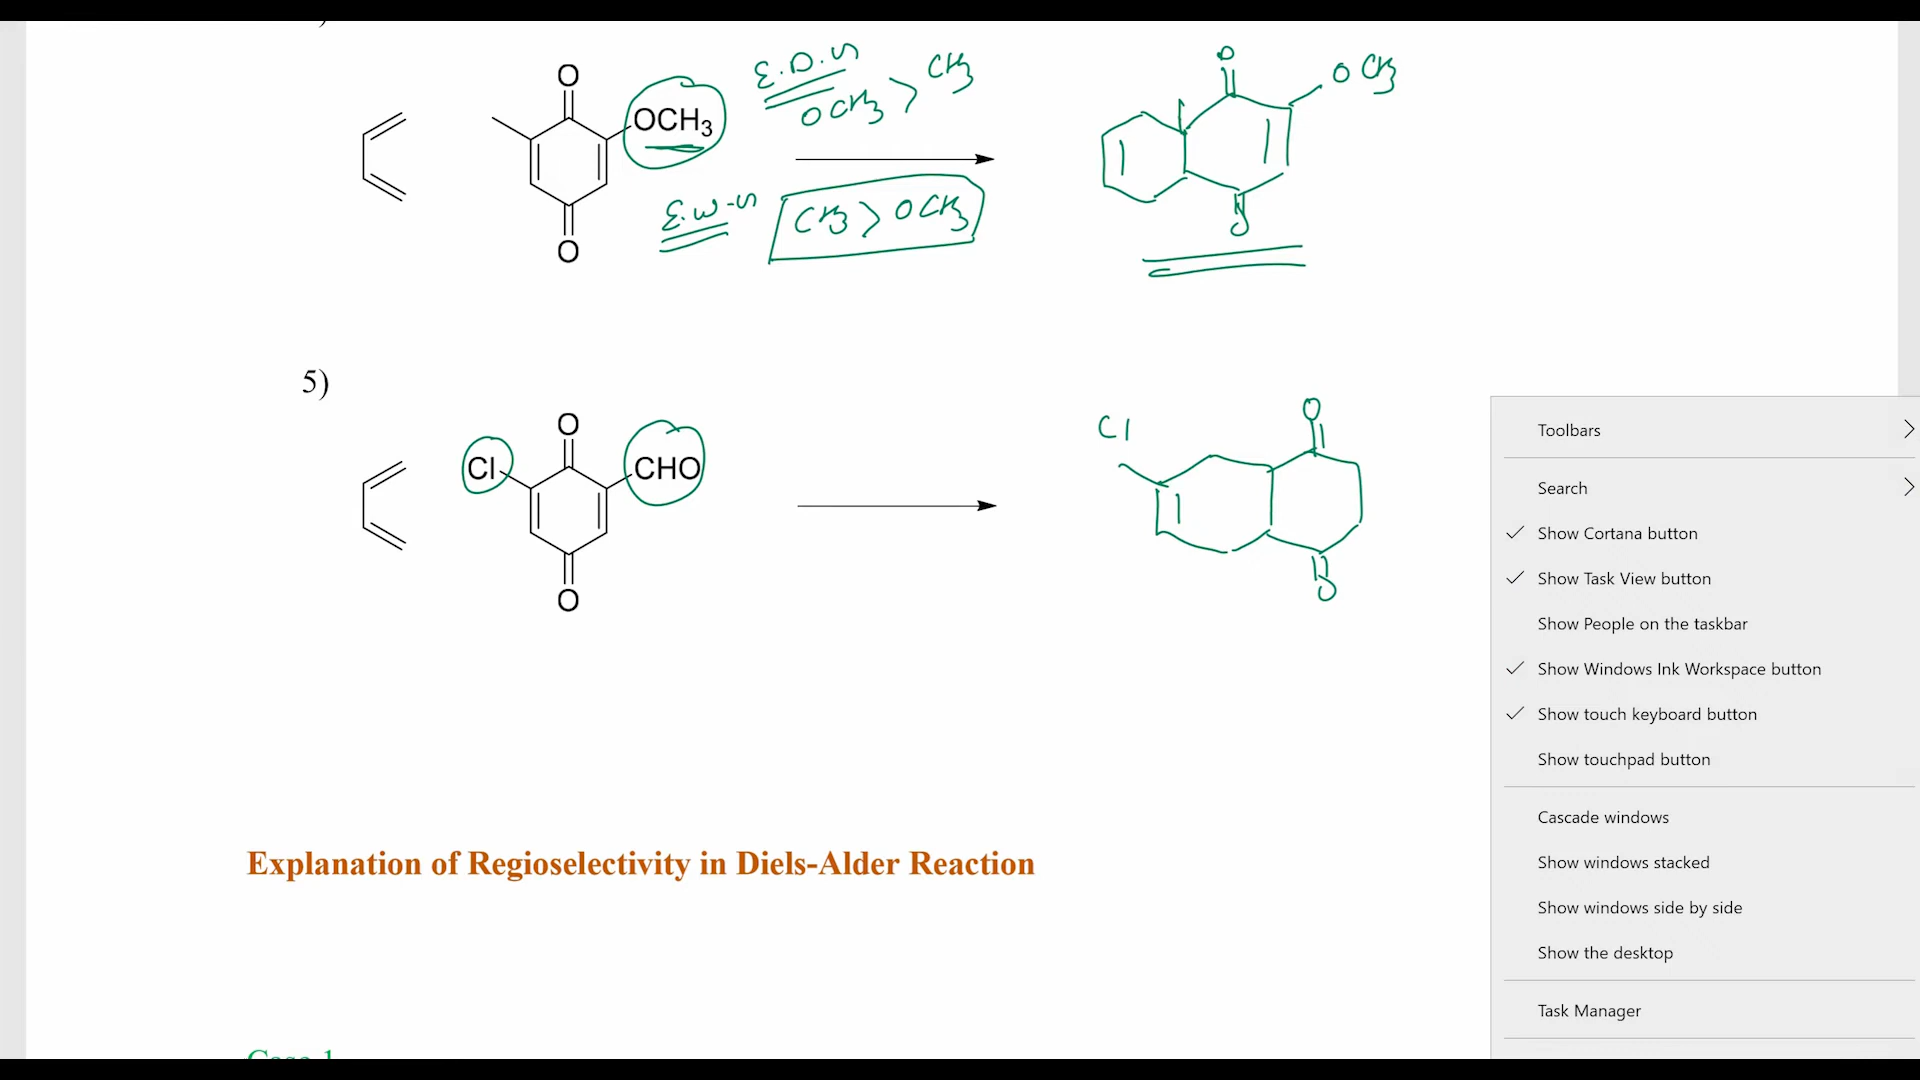 O
OCH3
O
E.D.G
OCH3 > CH3
E.W.G
CH3 > OCH3
O
OCH3
O
5)
O
Cl
CHO
O
Cl
O
O
Explanation of Regioselectivity in Diels-Alder Reaction
Toolbars
Search
Show Cortana button
Show Task View button
Show People on the taskbar
Show Windows Ink Workspace button
Show touch keyboard button
Show touchpad button
Cascade windows
Show windows stacked
Show windows side by side
Show the desktop
Task Manager